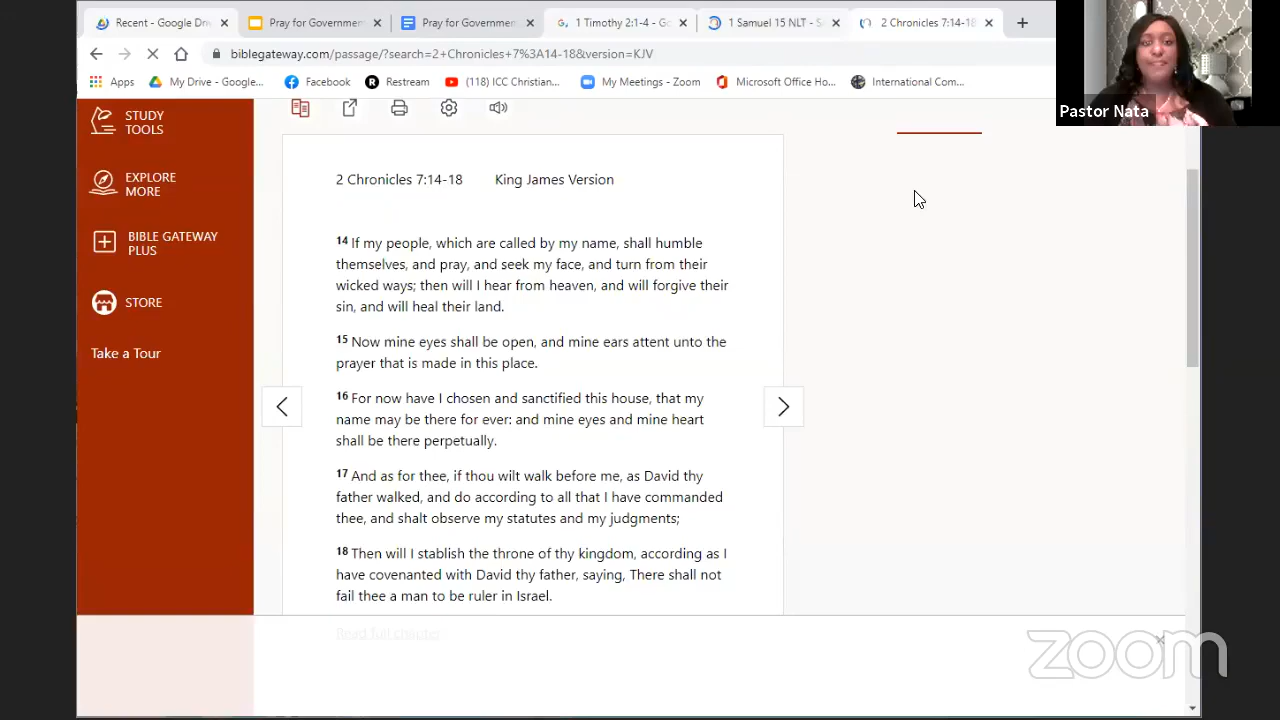 Recent - Google Dri
Pray for Governmen
Pray for Governmen
1 Timothy 2:1-4 - Go
1 Samuel 15 NLT - S
2 Chronicles 7:14-18
biblegateway.com/passage/?search=2+Chronicles+7%3A14-18&version=KJV
Apps
My Drive - Google...
Facebook
Restream
(118) ICC Christian...
My Meetings - Zoom
Microsoft Office Ho...
International Com...
Pastor Nata
STUDY
TOOLS
EXPLORE
MORE
BIBLE GATEWAY
PLUS
STORE
Take a Tour
2 Chronicles 7:14-18 King James Version
14 If my people, which are called by my name, shall humble
themselves, and pray, and seek my face, and turn from their
wicked ways; then will I hear from heaven, and will forgive their
sin, and will heal their land.
15 Now mine eyes shall be open, and mine ears attent unto the
prayer that is made in this place.
16 For now have I chosen and sanctified this house, that my
name may be there for ever: and mine eyes and mine heart
shall be there perpetually.
17 And as for thee, if thou wilt walk before me, as David thy
father walked, and do according to all that I have commanded
thee, and shalt observe my statutes and my judgments;
18 Then will I stablish the throne of thy kingdom, according as I
have covenanted with David thy father, saying, There shall not
fail thee a man to be ruler in Israel.
Read full chapter
zoom